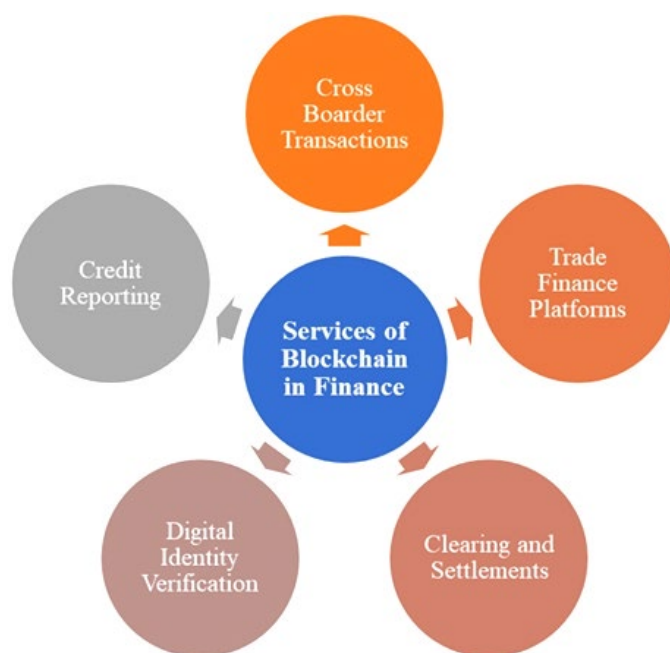 Cross
Boarder
Transactions
Credit
Reporting
Trade
Finance
Platforms
Services of
Blockchain
in Finance
Digital
Identity
Verification
Clearing and
Settlements